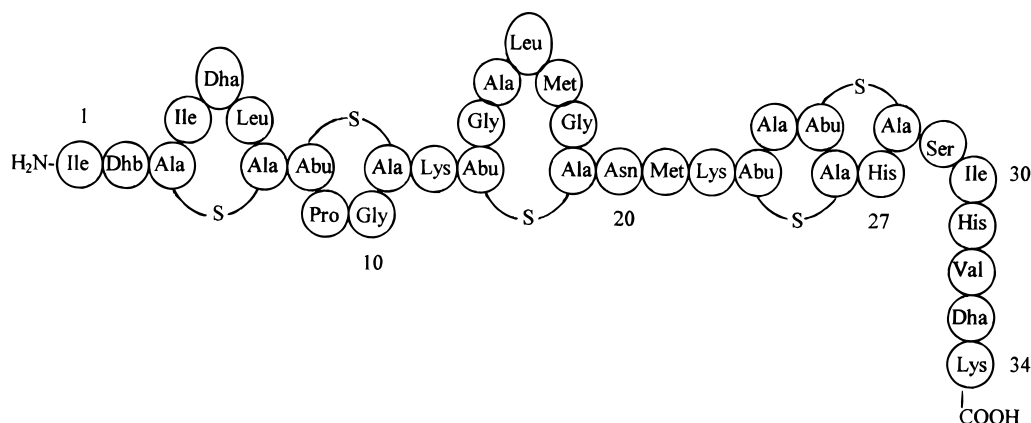 Leu
Dha
Ala Met
S
1 Ile Leu S Gly Gly Ala Abu Ala
Ser
H₂N- Ile Dhb Ala Ala Abu Ala Lys Abu Ala Asn Met Lys Abu Ala His Ile 30
S Pro Gly S 20 S 27 His
10
Val
Dha
Lys 34
COOH